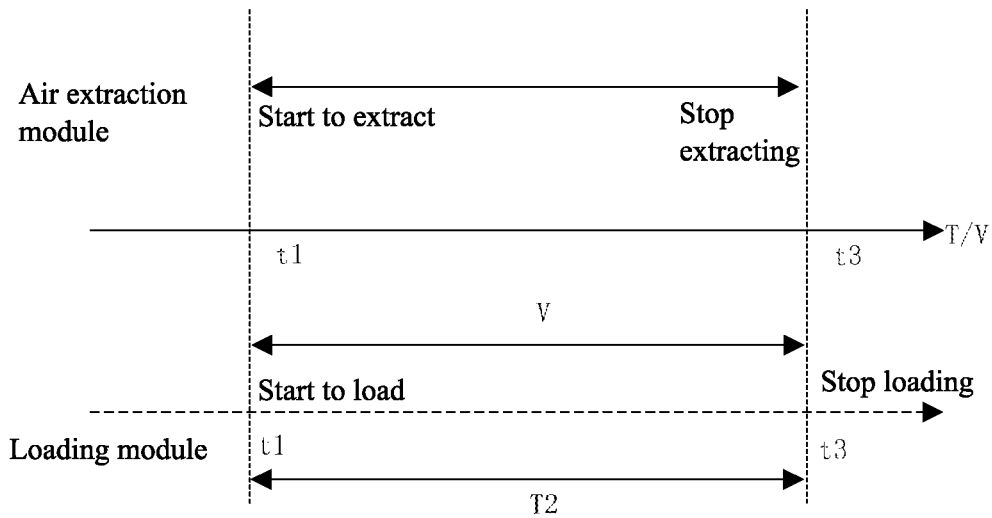 Air extraction
module
Start to extract
Stop
extracting
T/V
t1
t3
V
Start to load
Stop loading
Loading module
t1
t3
T2